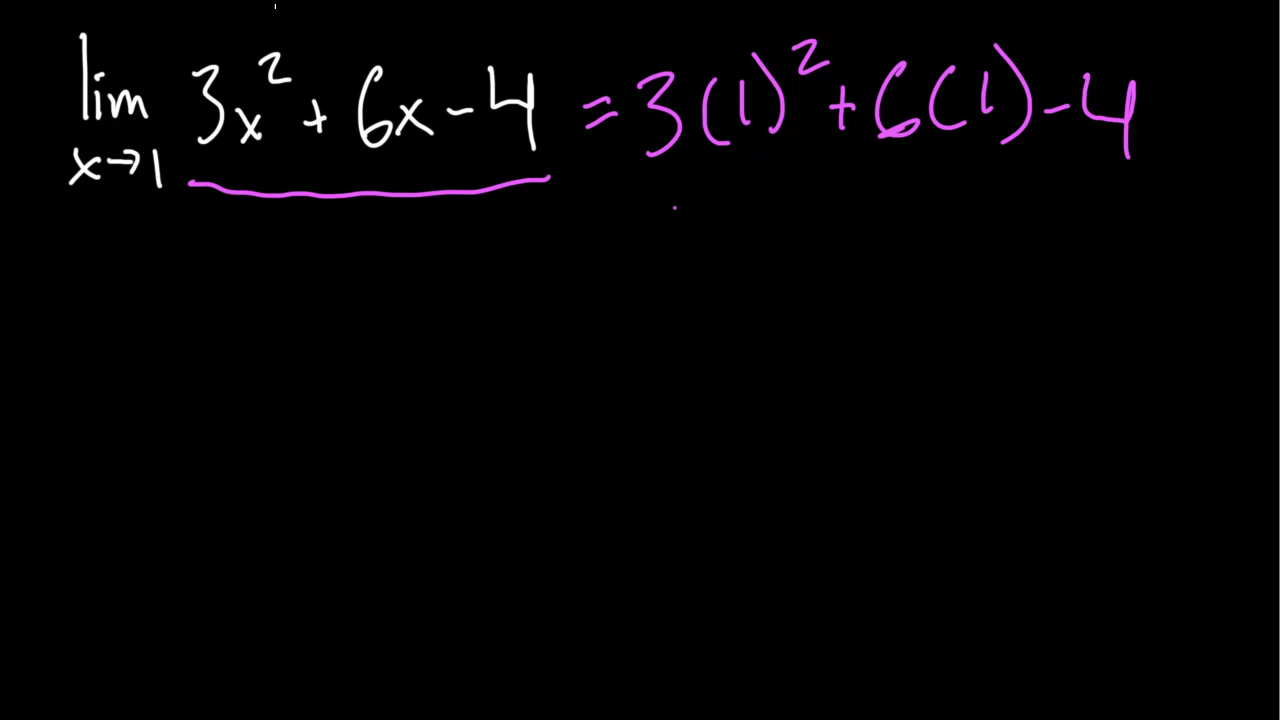 lim 3x² + 6x - 4 = 3(1)² + 6(1) - 4
x→1